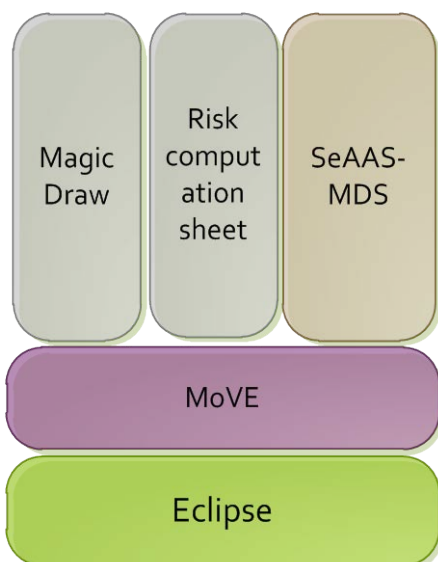 Magic
Draw
Risk
comput
ation
sheet
SeAAS-
MDS
MoVE
Eclipse